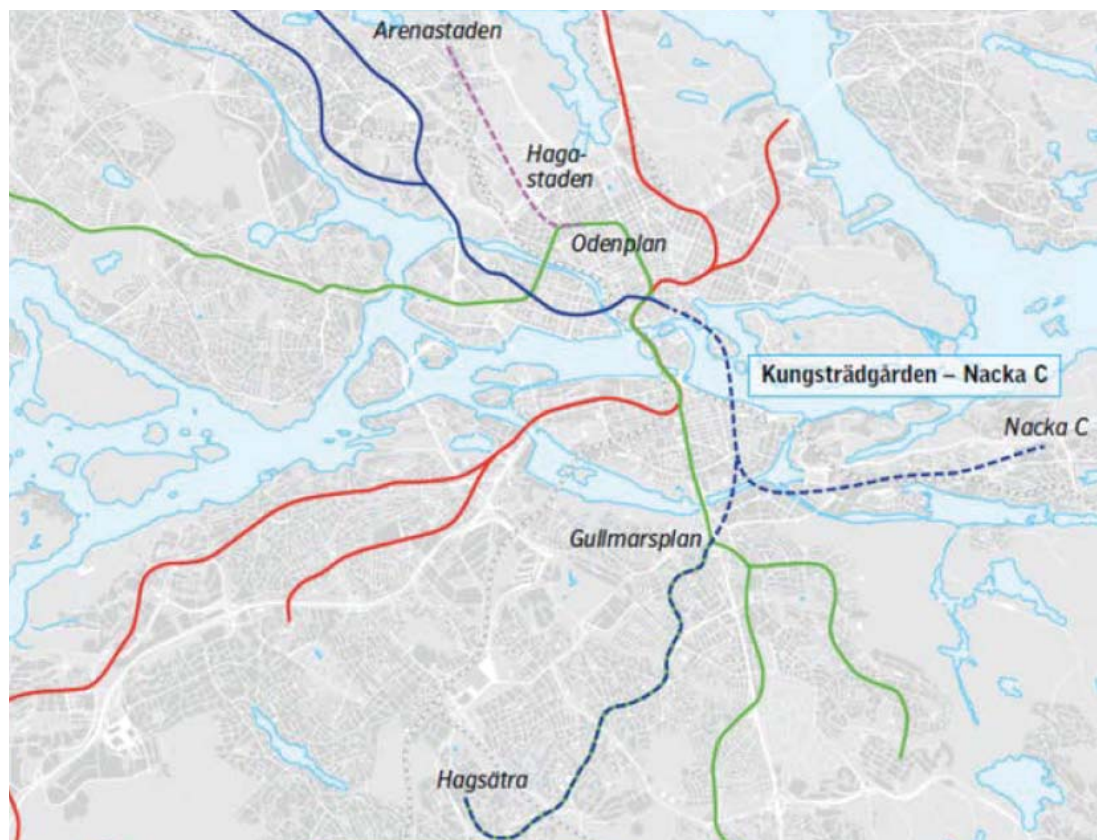 Arenastaden
Haga-
staden
Odenplan
Kungsträdgården – Nacka C
Nacka C
Gullmarsplan
Hagsätra